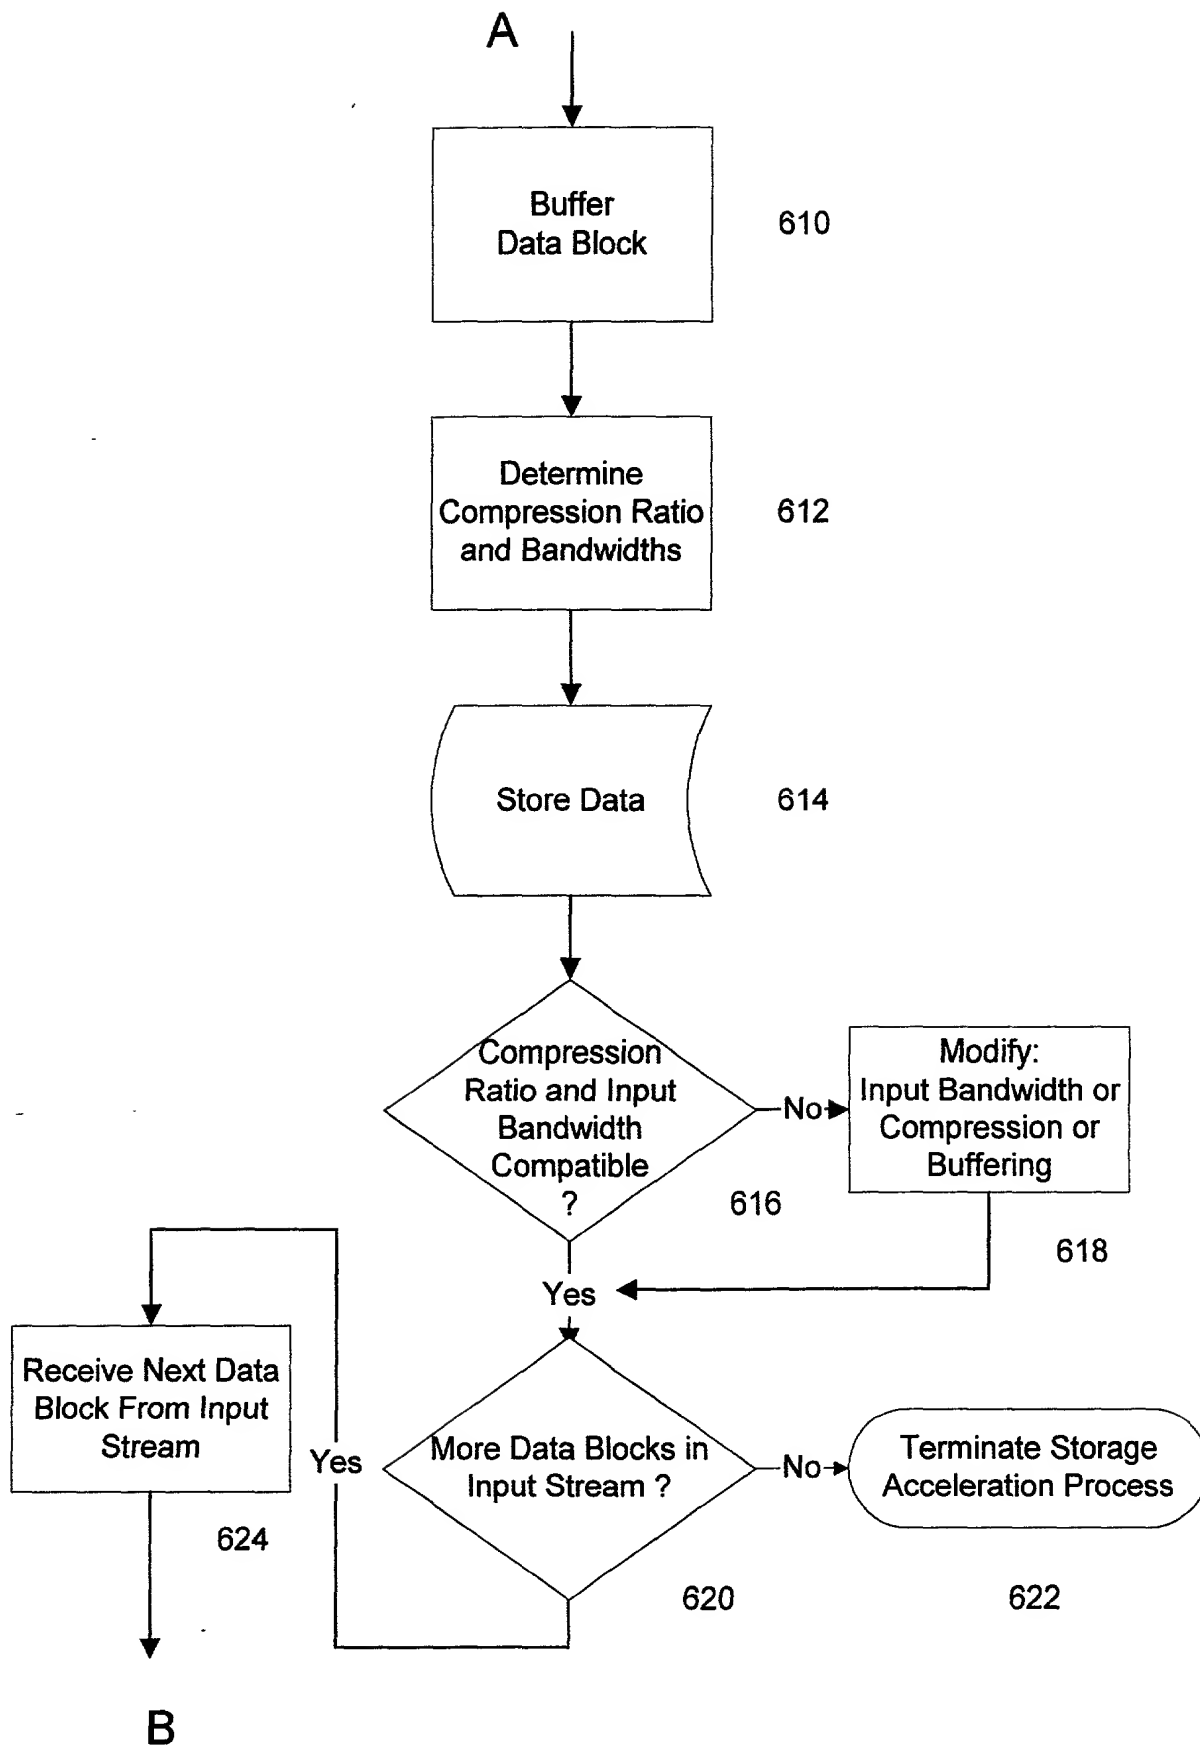 A
Buffer
Data Block
610
Determine
Compression Ratio
and Bandwidths
612
Store Data
614
Compression
Ratio and Input
Bandwidth
Compatible
?
616
No
Modify:
Input Bandwidth or
Compression or
Buffering
618
Yes
More Data Blocks in
Input Stream ?
620
No
Terminate Storage
Acceleration Process
622
Yes
Receive Next Data
Block From Input
Stream
624
B